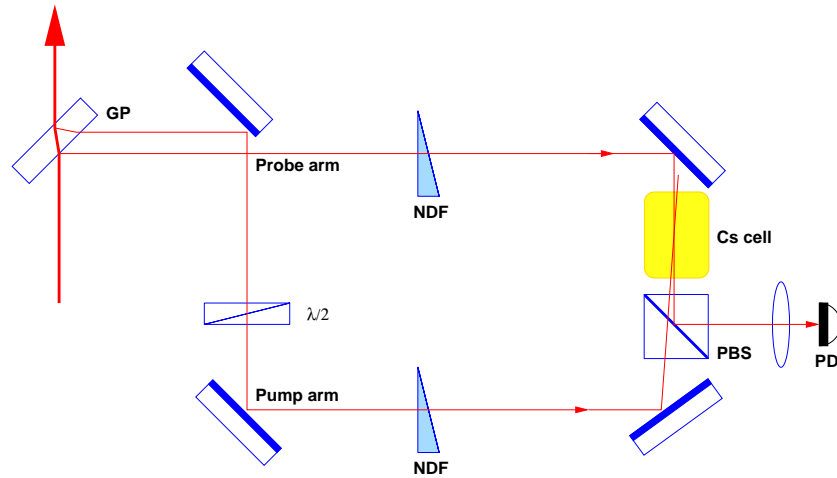 GP
Probe arm
NDF
Cs cell
λ/2
PBS
PD
Pump arm
NDF